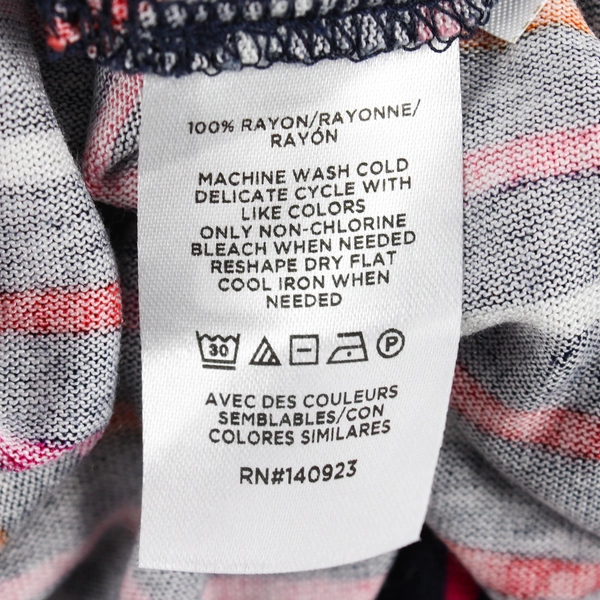 100% RAYON/RAYONNE/
RAYÓN
MACHINE WASH COLD
DELICATE CYCLE WITH
LIKE COLORS
ONLY NON-CHLORINE
BLEACH WHEN NEEDED
RESHAPE DRY FLAT
COOL IRON WHEN
NEEDED
30 P
AVEC DES COULEURS
SEMBLABLES/CON
COLORES SIMILARES
RN#140923